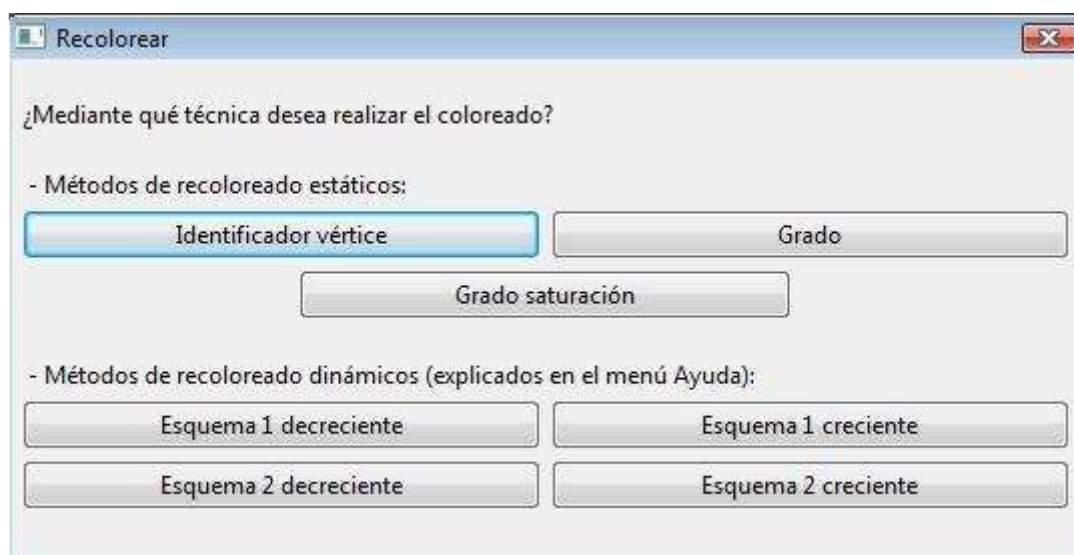 Recolorear
¿Mediante qué técnica desea realizar el coloreado?
- Métodos de recoloreado estáticos:
Identificador vértice
Grado
Grado saturación
- Métodos de recoloreado dinámicos (explicados en el menú Ayuda):
Esquema 1 decreciente
Esquema 1 creciente
Esquema 2 decreciente
Esquema 2 creciente